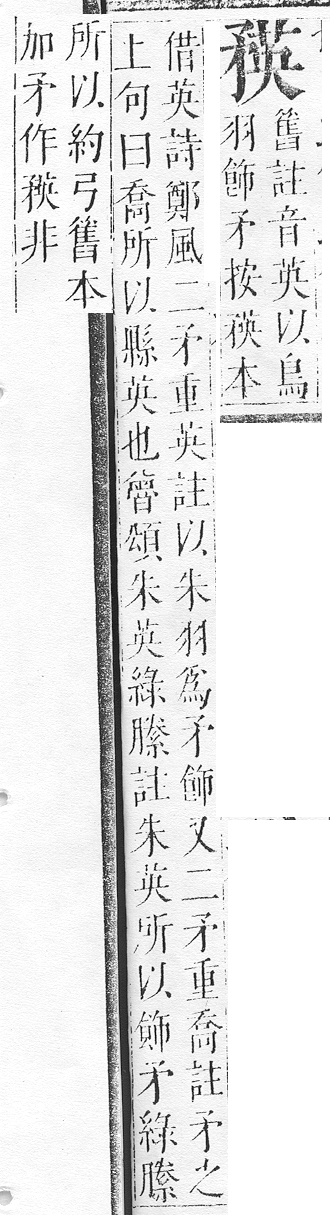 舊註音英以鳥
羽飾矛按本
借英詩鄭風二矛重英註以朱羽爲矛飾又二矛重喬註矛之
上句曰喬所以縣英也魯頌朱英綠縢註朱英所以飾矛綠縢
所以約弓舊本
加矛作非